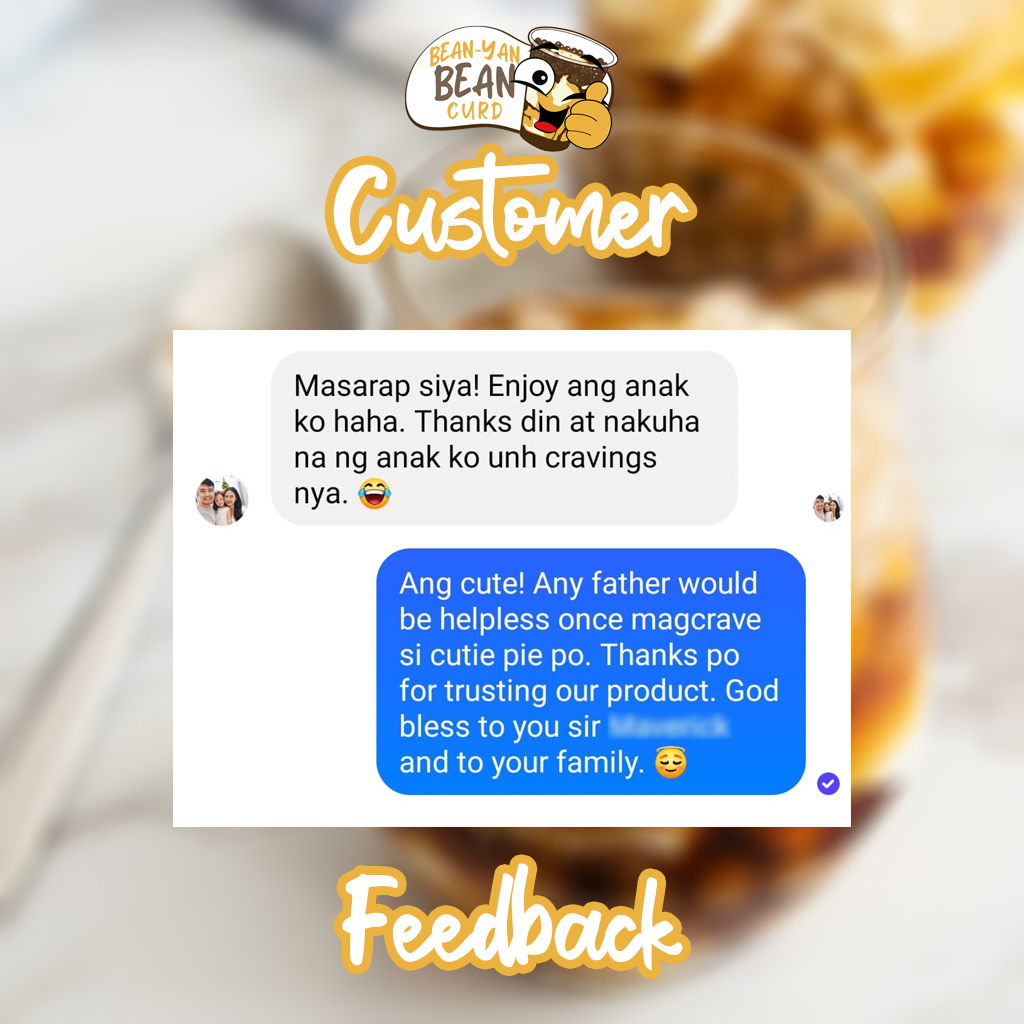 BEAN-YAN
BEAN
CURD
Customer
Masarap siya! Enjoy ang anak
ko haha. Thanks din at nakuha
na ng anak ko unh cravings
nya. 😂
Ang cute! Any father would
be helpless once magcrave
si cutie pie po. Thanks po
for trusting our product. God
bless to you sir
and to your family. 😇
Feedback